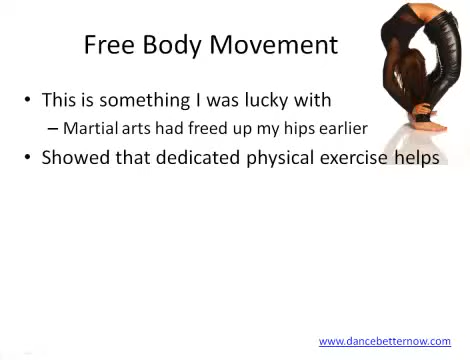 Free Body Movement
• This is something I was lucky with
– Martial arts had freed up my hips earlier
• Showed that dedicated physical exercise helps
www.dancebetternow.com